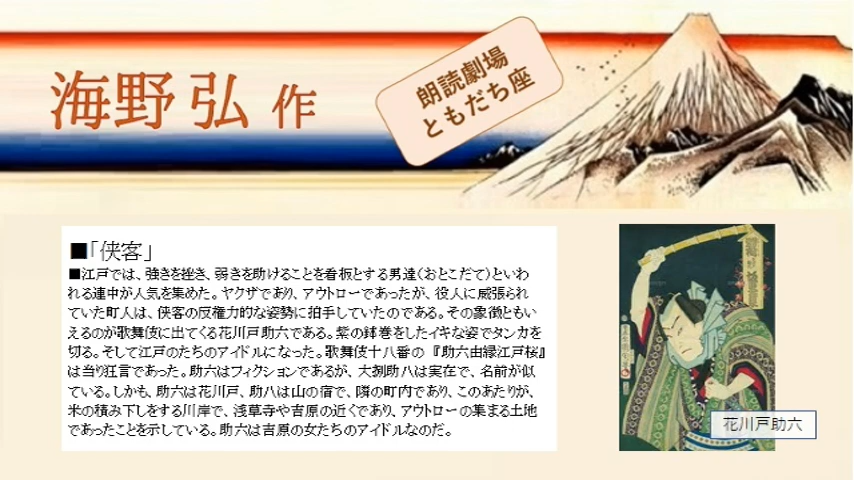 海野弘 作
朗読劇場
ともだち座
■「侠客」
■江戸では、強きを挫き、弱きを助けることを看板とする男達(おとこだて)といわ
れる連中が人気を集めた。ヤクザであり、アウトローであったが、役人に威張られ
ていた町人は、侠客の反権力的な姿勢に拍手していたのである。その象徴ともい
えるのが歌舞伎に出てくる花川戸助六である。紫の鉢巻をしたイキな姿でタンカを
切る。そして江戸のたちのアイドルになった。歌舞伎十八番の『助六由縁江戸桜』
は当り狂言であった。助六はフィクションであるが、大捌助八は実在で、名前が似
ている。しかも、助六は花川戸、助八は山の宿で、隣の町内であり、このあたりが、
米の積み下しをする川岸で、浅草寺や吉原の近くであり、アウトローの集まる土地
であったことを示している。助六は吉原の女たちのアイドルなのだ。
花川戸助六